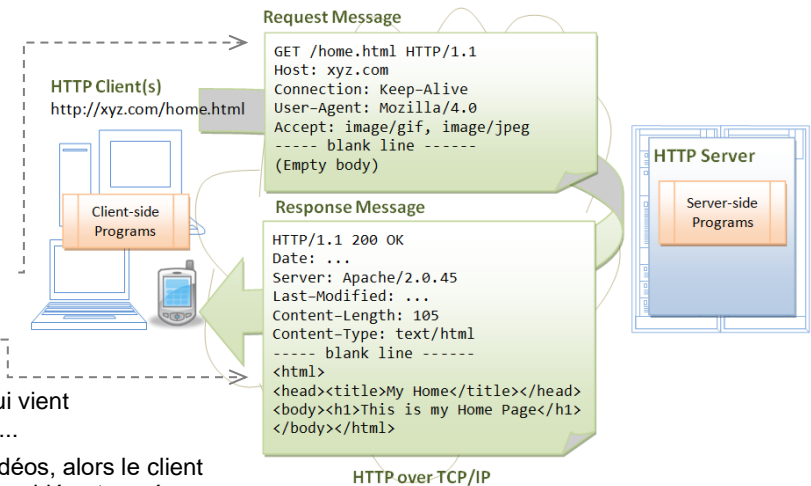 Request Message
GET /home.html HTTP/1.1
Host: xyz.com
Connection: Keep-Alive
User-Agent: Mozilla/4.0
Accept: image/gif, image/jpeg
----- blank line ------
(Empty body)
HTTP Client(s)
http://xyz.com/home.html
Client-side
Programs
HTTP Server
Server-side
Programs
Response Message
HTTP/1.1 200 OK
Date: ...
Server: Apache/2.0.45
Last-Modified: ...
Content-Length: 105
Content-Type: text/html
----- blank line ------
<html>
<head><title>My Home</title></head>
<body><h1>This is my Home Page</h1>
</body></html>
HTTP over TCP/IP
vient
...
alors le client